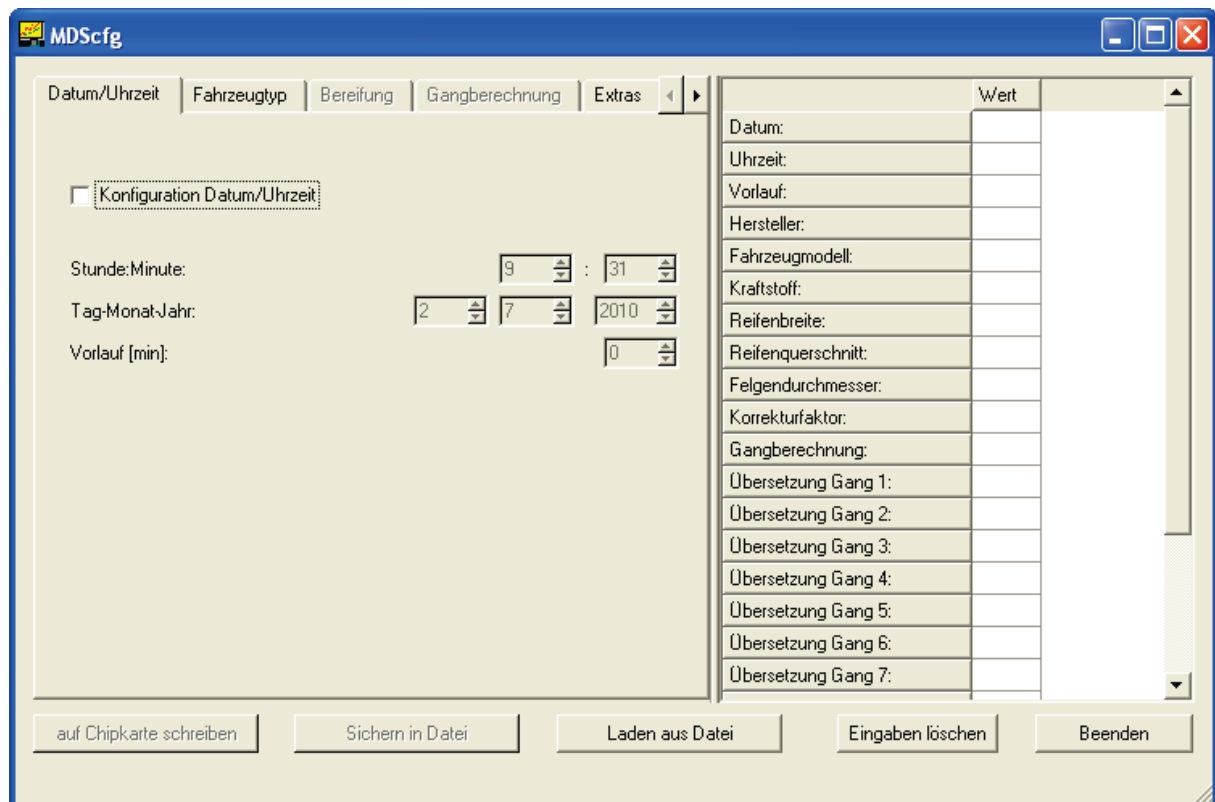 MDScfg
Datum/Uhrzeit Fahrzeugtyp Bereifung Gangberechnung Extras
Konfiguration Datum/Uhrzeit
Stunde:Minute: 9 : 31
Tag-Monat-Jahr: 2 7 2010
Vorlauf [min]: 0
Wert
Datum:
Uhrzeit:
Vorlauf:
Hersteller:
Fahrzeugmodell:
Kraftstoff:
Reifenbreite:
Reifenquerschnitt:
Felgendurchmesser:
Korrekturfaktor:
Gangberechnung:
Übersetzung Gang 1:
Übersetzung Gang 2:
Übersetzung Gang 3:
Übersetzung Gang 4:
Übersetzung Gang 5:
Übersetzung Gang 6:
Übersetzung Gang 7:
auf Chipkarte schreiben Sichern in Datei Laden aus Datei Eingaben löschen Beenden